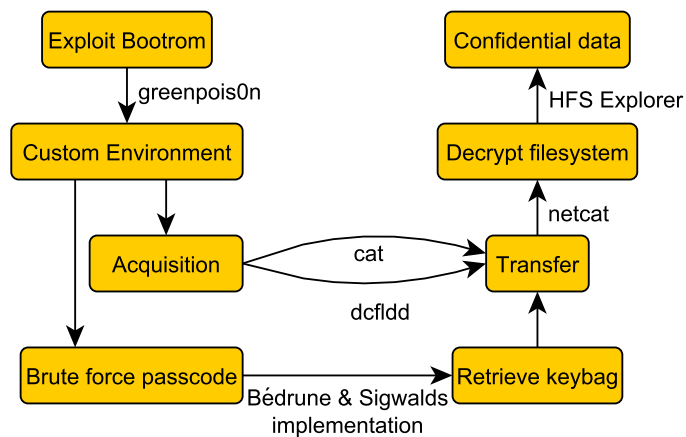 Exploit Bootrom
Confidential data
greenpois0n
HFS Explorer
Custom Environment
Decrypt filesystem
netcat
Acquisition
cat
Transfer
dcfldd
Brute force passcode
Retrieve keybag
Bédrune & Sigwalds
implementation